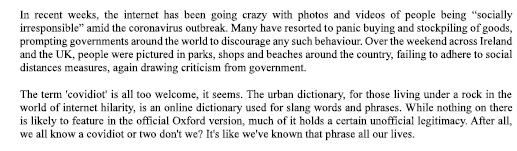 In recent weeks, the internet has been going crazy with photos and videos of people being “socially
irresponsible” amid the coronavirus outbreak. Many have resorted to panic buying and stockpiling of goods,
prompting governments around the world to discourage any such behaviour. Over the weekend across Ireland
and the UK, people were pictured in parks, shops and beaches around the country, failing to adhere to social
distances measures, again drawing criticism from government.
The term 'covidiot' is all too welcome, it seems. The urban dictionary, for those living under a rock in the
world of internet hilarity, is an online dictionary used for slang words and phrases. While nothing on there
is likely to feature in the official Oxford version, much of it holds a certain unofficial legitimacy. After all,
we all know a covidiot or two don't we? It's like we've known that phrase all our lives.